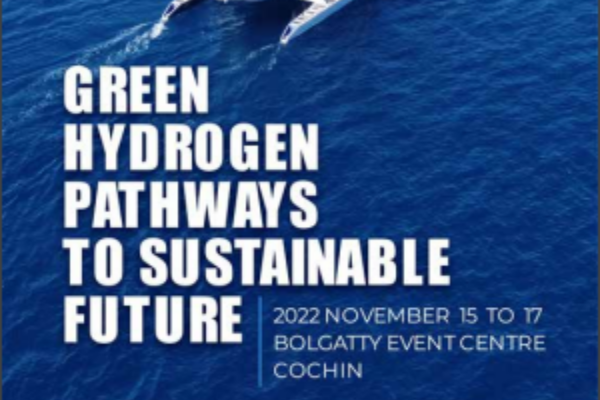 GREEN
HYDROGEN
PATHWAYS
TO SUSTAINABLE
FUTURE
2022 NOVEMBER 15 TO 17
BOLGATTY EVENT CENTRE
COCHIN